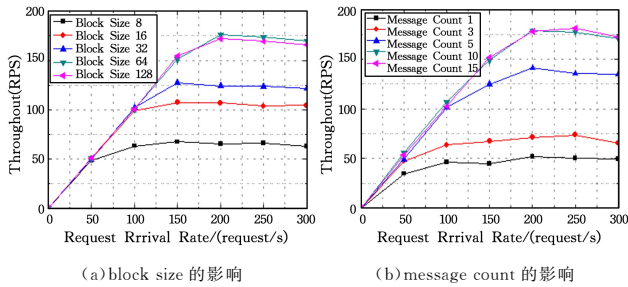 Block Size 8
Block Size 16
Block Size 32
Block Size 64
Block Size 128
200
150
100
50
0
Throughout(RPS)
0 50 100 150 200 250 300
Request Rrrival Rate/(request/s)
(a)block size 的影响
Message Count 1
Message Count 3
Message Count 5
Message Count 10
Message Count 15
200
150
100
50
0
Throughout(RPS)
0 50 100 150 200 250 300
Request Rrrival Rate/(request/s)
(b)message count 的影响